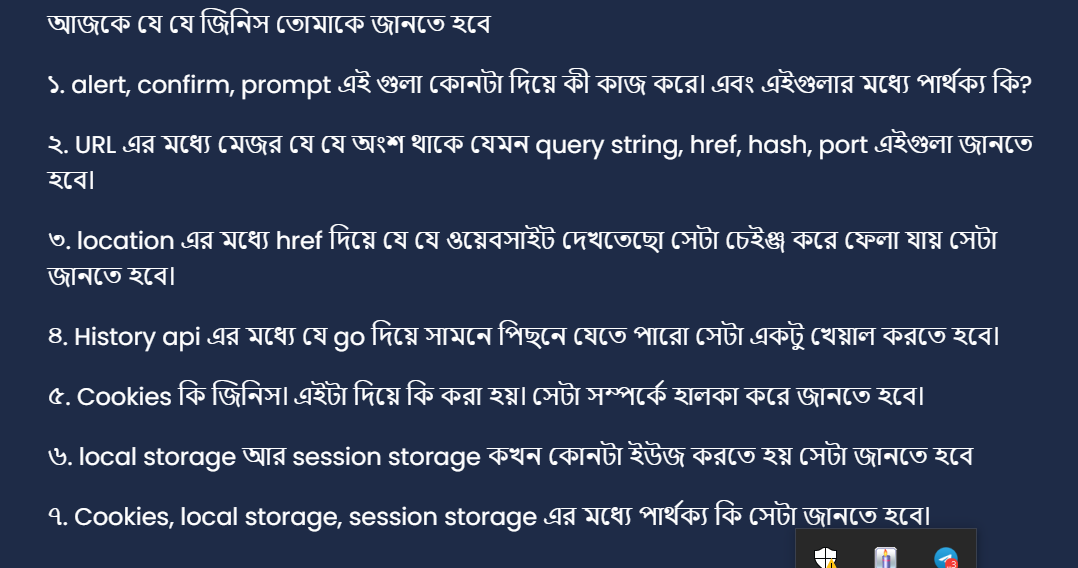 আজকে যে যে জিনিস তোমাকে জানতে হবে
১. alert, confirm, prompt এই গুলা কোনটা দিয়ে কী কাজ করে। এবং এইগুলার মধ্যে পার্থক্য কি?
২. URL এর মধ্যে মেজর যে যে অংশ থাকে যেমন query string, href, hash, port এইগুলা জানতে
হবে।
৩. location এর মধ্যে href দিয়ে যে যে ওয়েবসাইট দেখতেছো সেটা চেইঞ্জ করে ফেলা যায় সেটা
জানতে হবে।
৪. History api এর মধ্যে যে go দিয়ে সামনে পিছনে যেতে পারো সেটা একটু খেয়াল করতে হবে।
৫. Cookies কি জিনিস। এইটা দিয়ে কি করা হয়। সেটা সম্পর্কে হালকা করে জানতে হবে।
৬. local storage আর session storage কখন কোনটা ইউজ করতে হয় সেটা জানতে হবে
৭. Cookies, local storage, session storage এর মধ্যে পার্থক্য কি সেটা জানতে হবে।
3